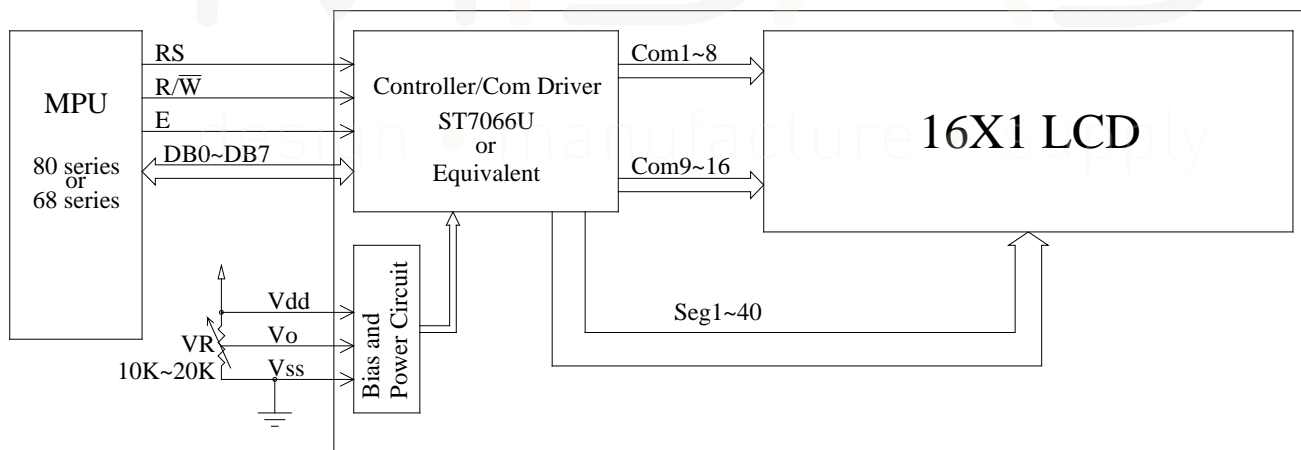 RS
R/W̅
E
DB0~DB7
MPU
80 series
or
68 series
Controller/Com Driver
ST7066U
or
Equivalent
Com1~8
Com9~16
16X1 LCD
design • manufacture • supply
Vdd
Vo
Vss
VR
10K~20K
Bias and
Power Circuit
Seg1~40